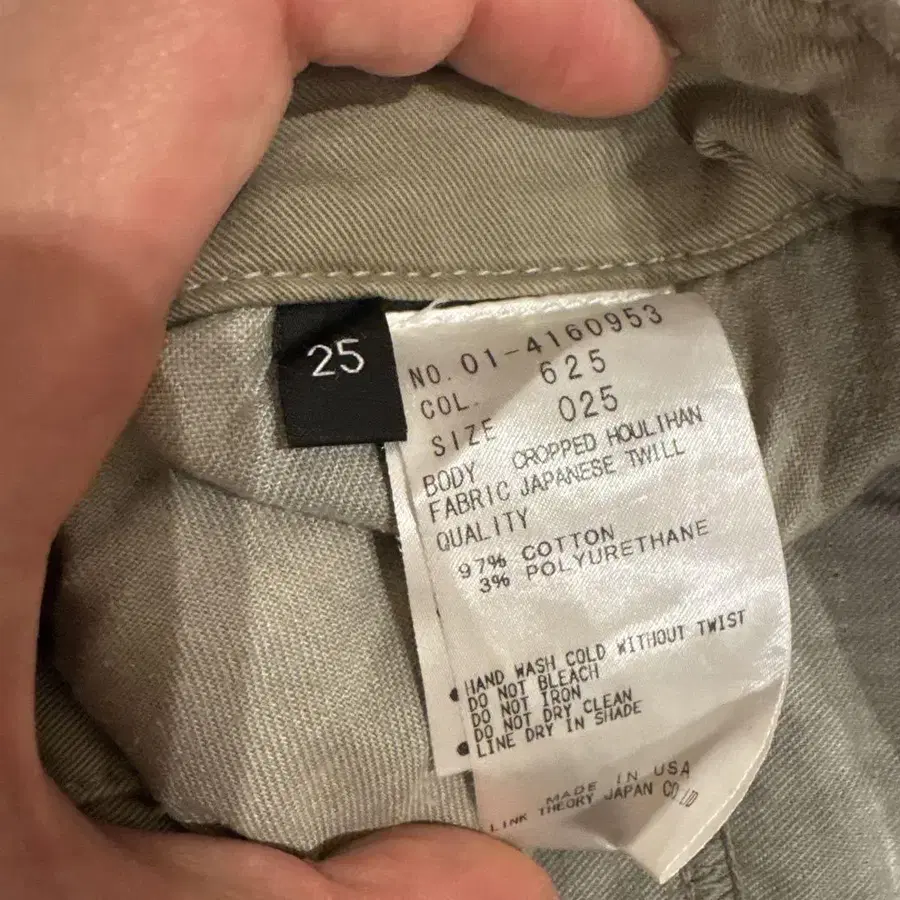 25
NO. 01-4160953
COL. 625
SIZE 025
BODY CROPPED HOULIHAN
FABRIC JAPANESE TWILL
QUALITY
97% COTTON
3% POLYURETHANE
HAND WASH COLD WITHOUT TWIST
DO NOT BLEACH
DO NOT IRON
DO NOT DRY CLEAN
LINE DRY IN SHADE
MADE IN USA
LINK THEORY JAPAN CO LTD